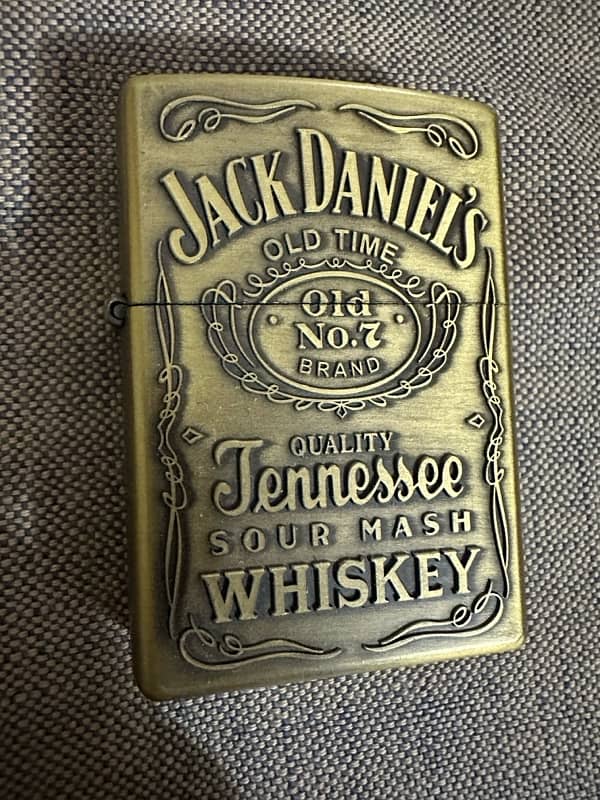 JACK DANIEL'S
OLD TIME
Old
No.7
BRAND
QUALITY
Tennessee
SOUR MASH
WHISKEY